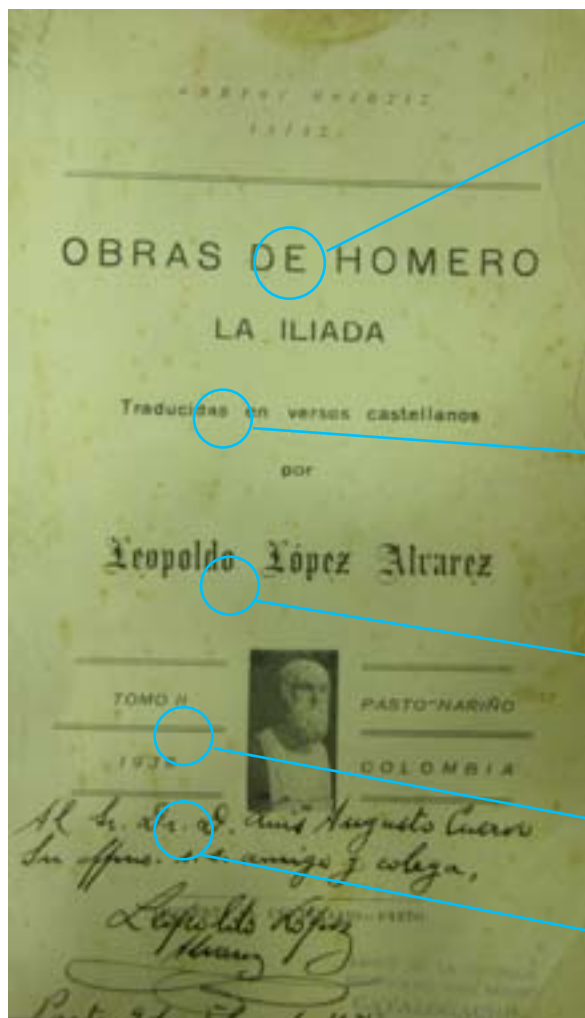 OBRAS DE HOMERO
LA ILIADA
Traducidas en versos castellanos
por
Leopoldo López Alvarez
TOMO II
PASTO-NARIÑO
1938
COLOMBIA
Al Sr. Dr. D. Luis Augusto Cuervo
Su affmo. amigo y colega,
Leopoldo López
Alvarez